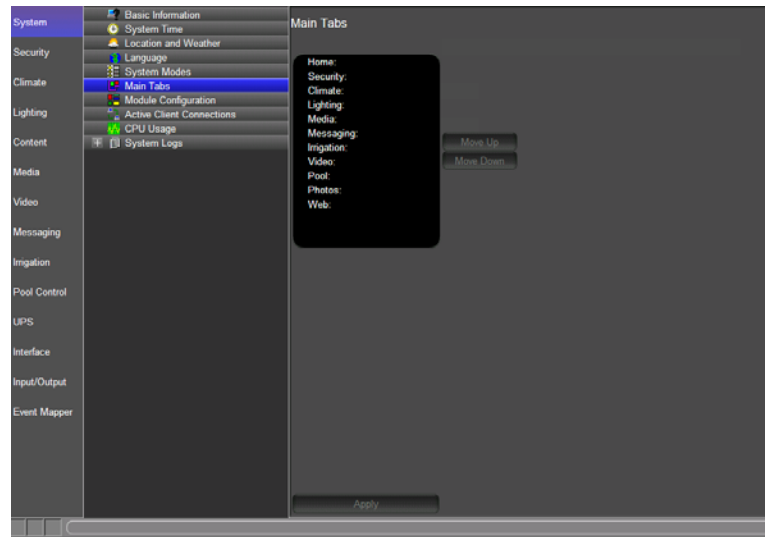 System
Security
Climate
Lighting
Content
Media
Video
Messaging
Irrigation
Pool Control
UPS
Interface
Input/Output
Event Mapper
Basic Information
System Time
Location and Weather
Language
System Modes
Main Tabs
Module Configuration
Active Client Connections
CPU Usage
System Logs
Main Tabs
Home:
Security:
Climate:
Lighting:
Media:
Messaging:
Irrigation:
Video:
Pool:
Photos:
Web:
Move Up
Move Down
Apply